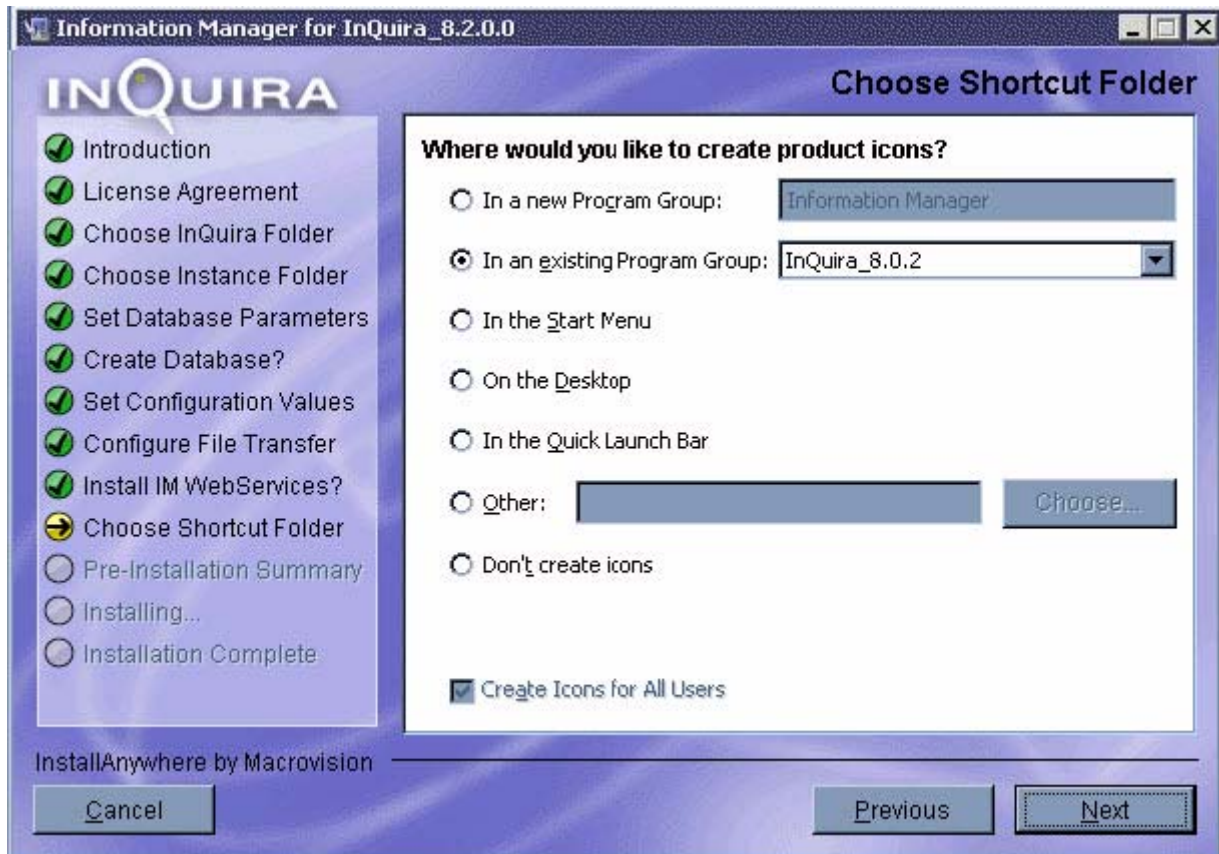 Information Manager for InQuira_8.2.0.0
INQUIRA
Choose Shortcut Folder
Introduction
License Agreement
Choose InQuira Folder
Choose Instance Folder
Set Database Parameters
Create Database?
Set Configuration Values
Configure File Transfer
Install IM WebServices?
Choose Shortcut Folder
Pre-Installation Summary
Installing...
Installation Complete
Where would you like to create product icons?
In a new Program Group: Information Manager
In an existing Program Group: InQuira_8.0.2
In the Start Menu
On the Desktop
In the Quick Launch Bar
Other: Choose...
Don't create icons
Create Icons for All Users
InstallAnywhere by Macrovision
Cancel Previous Next